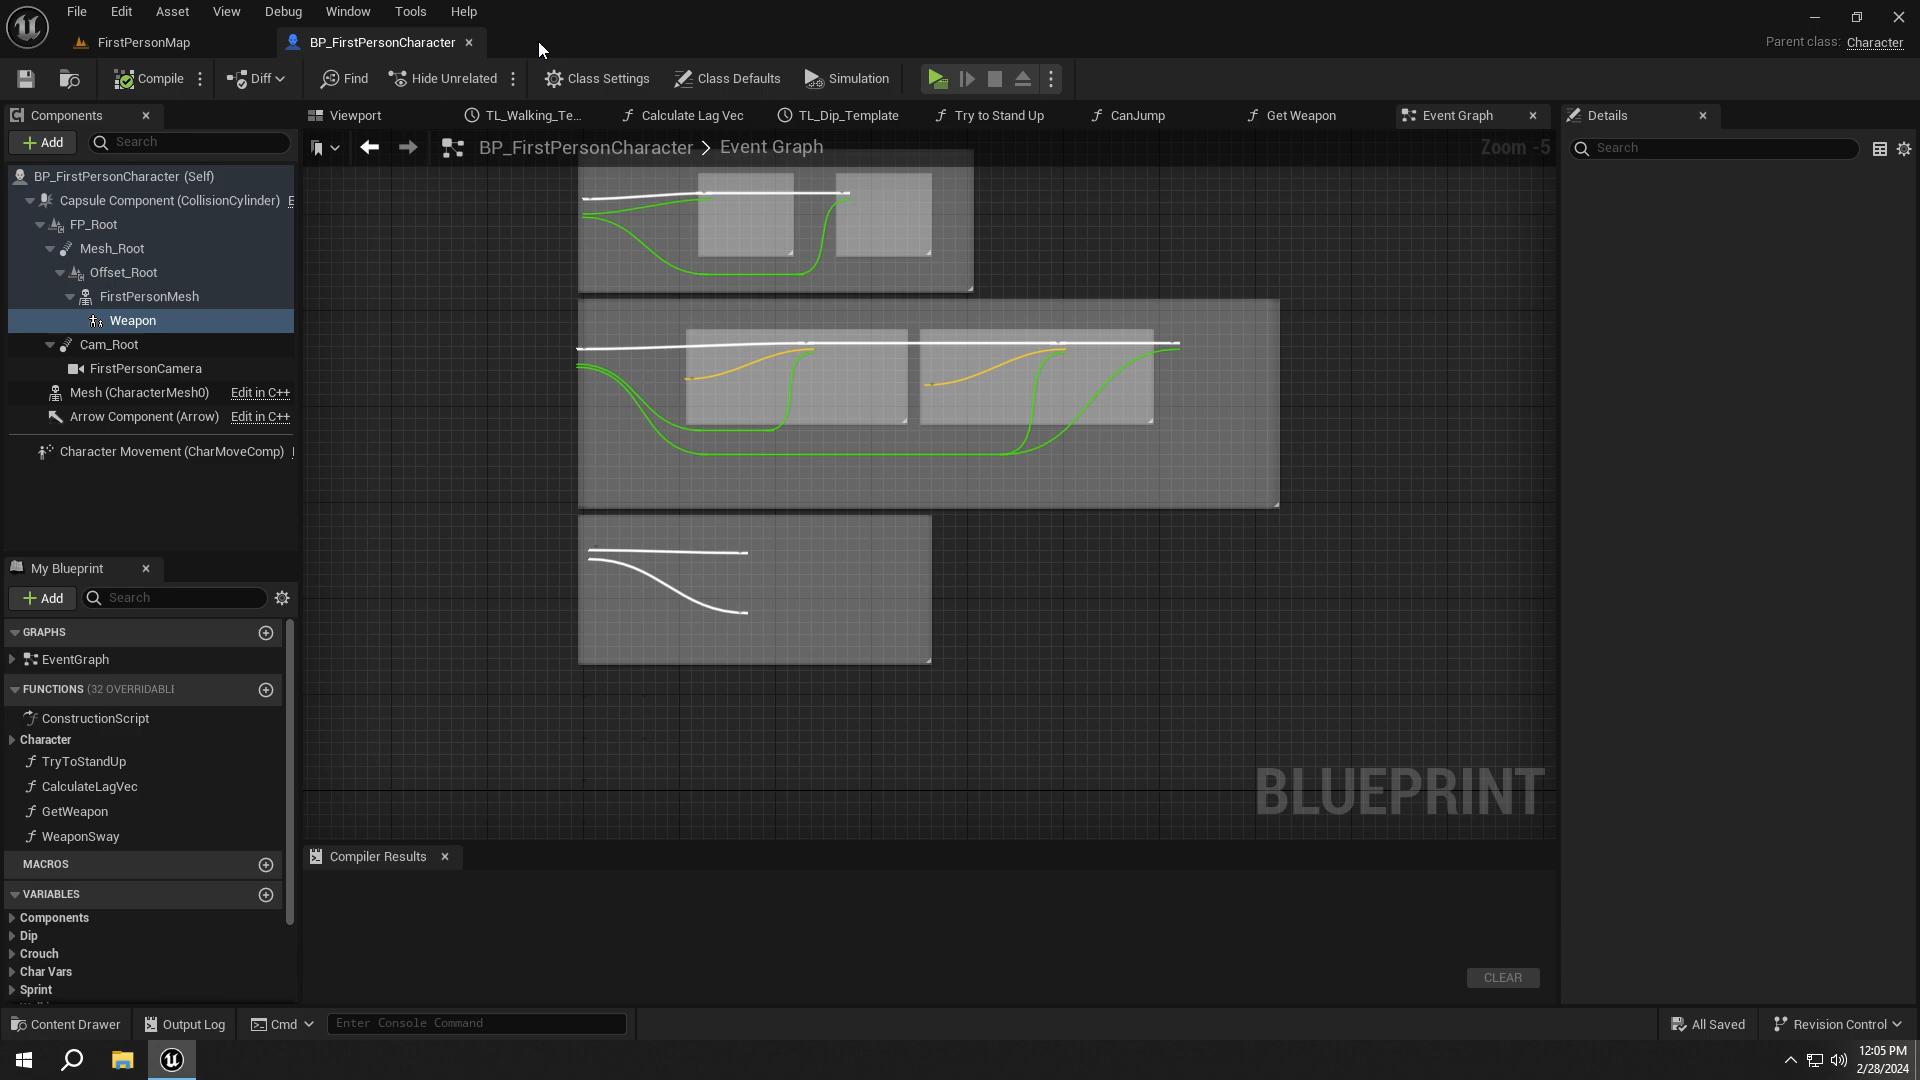 File Edit Asset View Debug Window Tools Help
FirstPersonMap
BP_FirstPersonCharacter
Parent class: Character
Compile
Diff
Find
Hide Unrelated
Class Settings
Class Defaults
Simulation
Components
Viewport
TL_Walking_Te...
Calculate Lag Vec
TL_Dip_Template
Try to Stand Up
CanJump
Get Weapon
Event Graph
Details
Add
Search
BP_FirstPersonCharacter > Event Graph
Zoom -5
Search
BP_FirstPersonCharacter (Self)
Capsule Component (CollisionCylinder) E
FP_Root
Mesh_Root
Offset_Root
FirstPersonMesh
Weapon
Cam_Root
FirstPersonCamera
Mesh (CharacterMesh0) Edit in C++
Arrow Component (Arrow) Edit in C++
Character Movement (CharMoveComp)
My Blueprint
Add
Search
GRAPHS
EventGraph
FUNCTIONS (32 OVERRIDABLE
ConstructionScript
Character
TryToStandUp
CalculateLagVec
GetWeapon
WeaponSway
MACROS
VARIABLES
Components
Dip
Crouch
Char Vars
Sprint
BLUEPRINT
Compiler Results
CLEAR
Content Drawer
Output Log
Cmd
Enter Console Command
All Saved
Revision Control
12:05 PM
2/28/2024